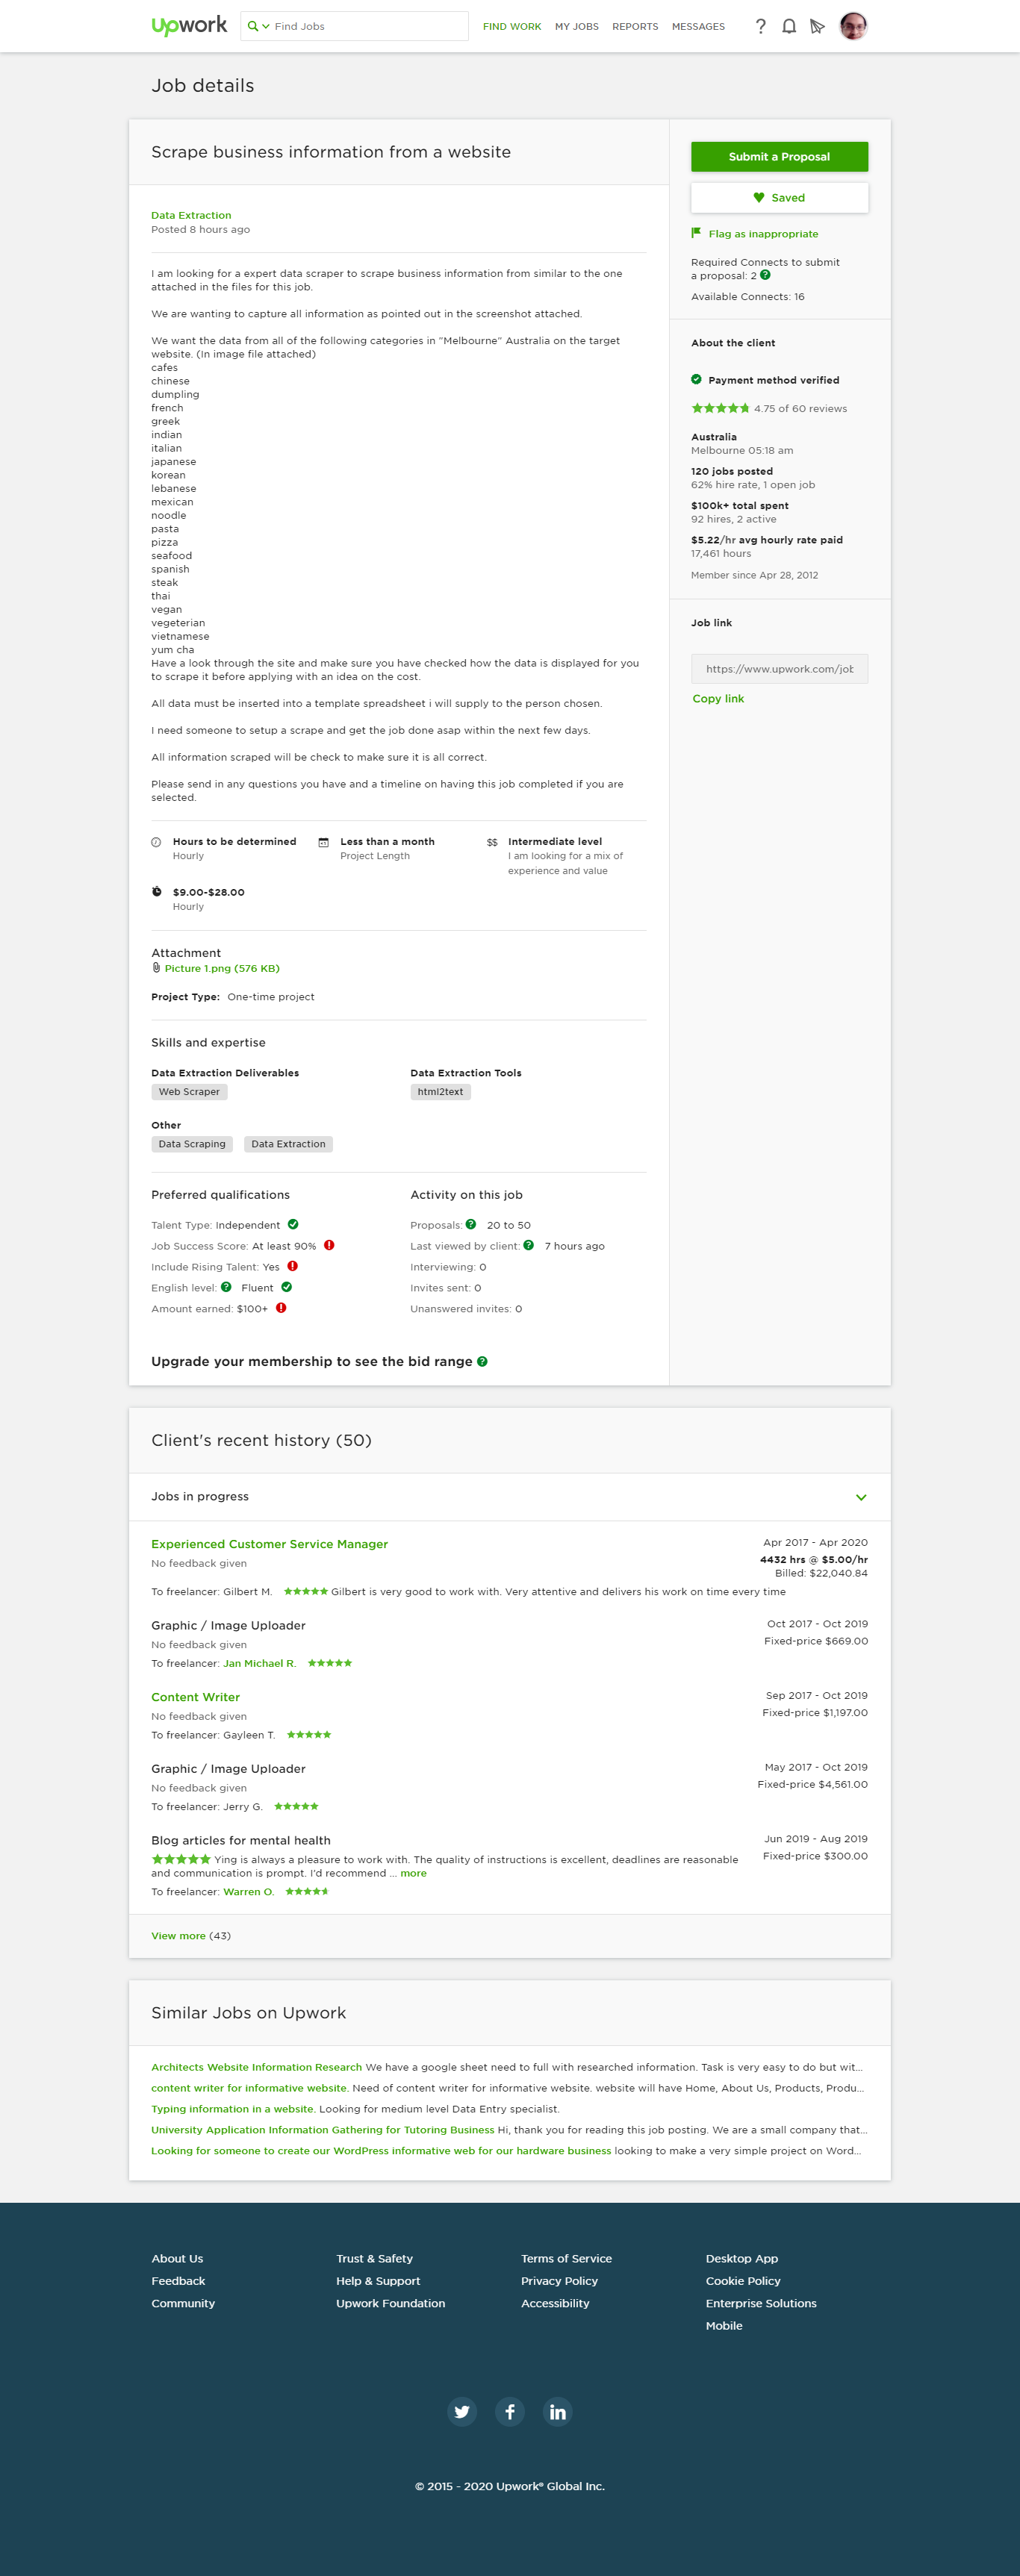 Upwork
Find Jobs
FIND WORK
MY JOBS
REPORTS
MESSAGES
Job details
Scrape business information from a website
Data Extraction
Posted 8 hours ago
I am looking for a expert data scraper to scrape business information from similar to the one
attached in the files for this job.
We are wanting to capture all information as pointed out in the screenshot attached.
We want the data from all of the following categories in "Melbourne" Australia on the target
website. (In image file attached)
cafes
chinese
dumpling
french
greek
indian
italian
japanese
korean
lebanese
mexican
noodle
pasta
pizza
seafood
spanish
steak
thai
vegan
vegeterian
vietnamese
yum cha
Have a look through the site and make sure you have checked how the data is displayed for you
to scrape it before applying with an idea on the cost.
All data must be inserted into a template spreadsheet i will supply to the person chosen.
I need someone to setup a scrape and get the job done asap within the next few days.
All information scraped will be check to make sure it is all correct.
Please send in any questions you have and a timeline on having this job completed if you are
selected.
Hours to be determined
Hourly
Less than a month
Project Length
$$ Intermediate level
I am looking for a mix of
experience and value
$9.00-$28.00
Hourly
Attachment
Picture 1.png (576 KB)
Project Type: One-time project
Skills and expertise
Data Extraction Deliverables
Web Scraper
Data Extraction Tools
html2text
Other
Data Scraping
Data Extraction
Preferred qualifications
Talent Type: Independent
Job Success Score: At least 90%
Include Rising Talent: Yes
English level: Fluent
Amount earned: $100+
Activity on this job
Proposals: 20 to 50
Last viewed by client: 7 hours ago
Interviewing: 0
Invites sent: 0
Unanswered invites: 0
Upgrade your membership to see the bid range
Submit a Proposal
Saved
Flag as inappropriate
Required Connects to submit
a proposal: 2
Available Connects: 16
About the client
Payment method verified
4.75 of 60 reviews
Australia
Melbourne 05:18 am
120 jobs posted
62% hire rate, 1 open job
$100k+ total spent
92 hires, 2 active
$5.22/hr avg hourly rate paid
17,461 hours
Member since Apr 28, 2012
Job link
https://www.upwork.com/job
Copy link
Client's recent history (50)
Jobs in progress
Experienced Customer Service Manager
No feedback given
To freelancer: Gilbert M. Gilbert is very good to work with. Very attentive and delivers his work on time every time
Apr 2017 - Apr 2020
4432 hrs @ $5.00/hr
Billed: $22,040.84
Graphic / Image Uploader
No feedback given
To freelancer: Jan Michael R.
Oct 2017 - Oct 2019
Fixed-price $669.00
Content Writer
No feedback given
To freelancer: Gayleen T.
Sep 2017 - Oct 2019
Fixed-price $1,197.00
Graphic / Image Uploader
No feedback given
To freelancer: Jerry G.
May 2017 - Oct 2019
Fixed-price $4,561.00
Blog articles for mental health
Ying is always a pleasure to work with. The quality of instructions is excellent, deadlines are reasonable
and communication is prompt. I'd recommend ... more
To freelancer: Warren O.
Jun 2019 - Aug 2019
Fixed-price $300.00
View more (43)
Similar Jobs on Upwork
Architects Website Information Research We have a google sheet need to full with researched information. Task is very easy to do but wit...
content writer for informative website. Need of content writer for informative website. website will have Home, About Us, Products, Produ...
Typing information in a website. Looking for medium level Data Entry specialist.
University Application Information Gathering for Tutoring Business Hi, thank you for reading this job posting. We are a small company that...
Looking for someone to create our WordPress informative web for our hardware business looking to make a very simple project on Word...
About Us
Feedback
Community
Trust & Safety
Help & Support
Upwork Foundation
Terms of Service
Privacy Policy
Accessibility
Desktop App
Cookie Policy
Enterprise Solutions
Mobile
© 2015 - 2020 Upwork® Global Inc.